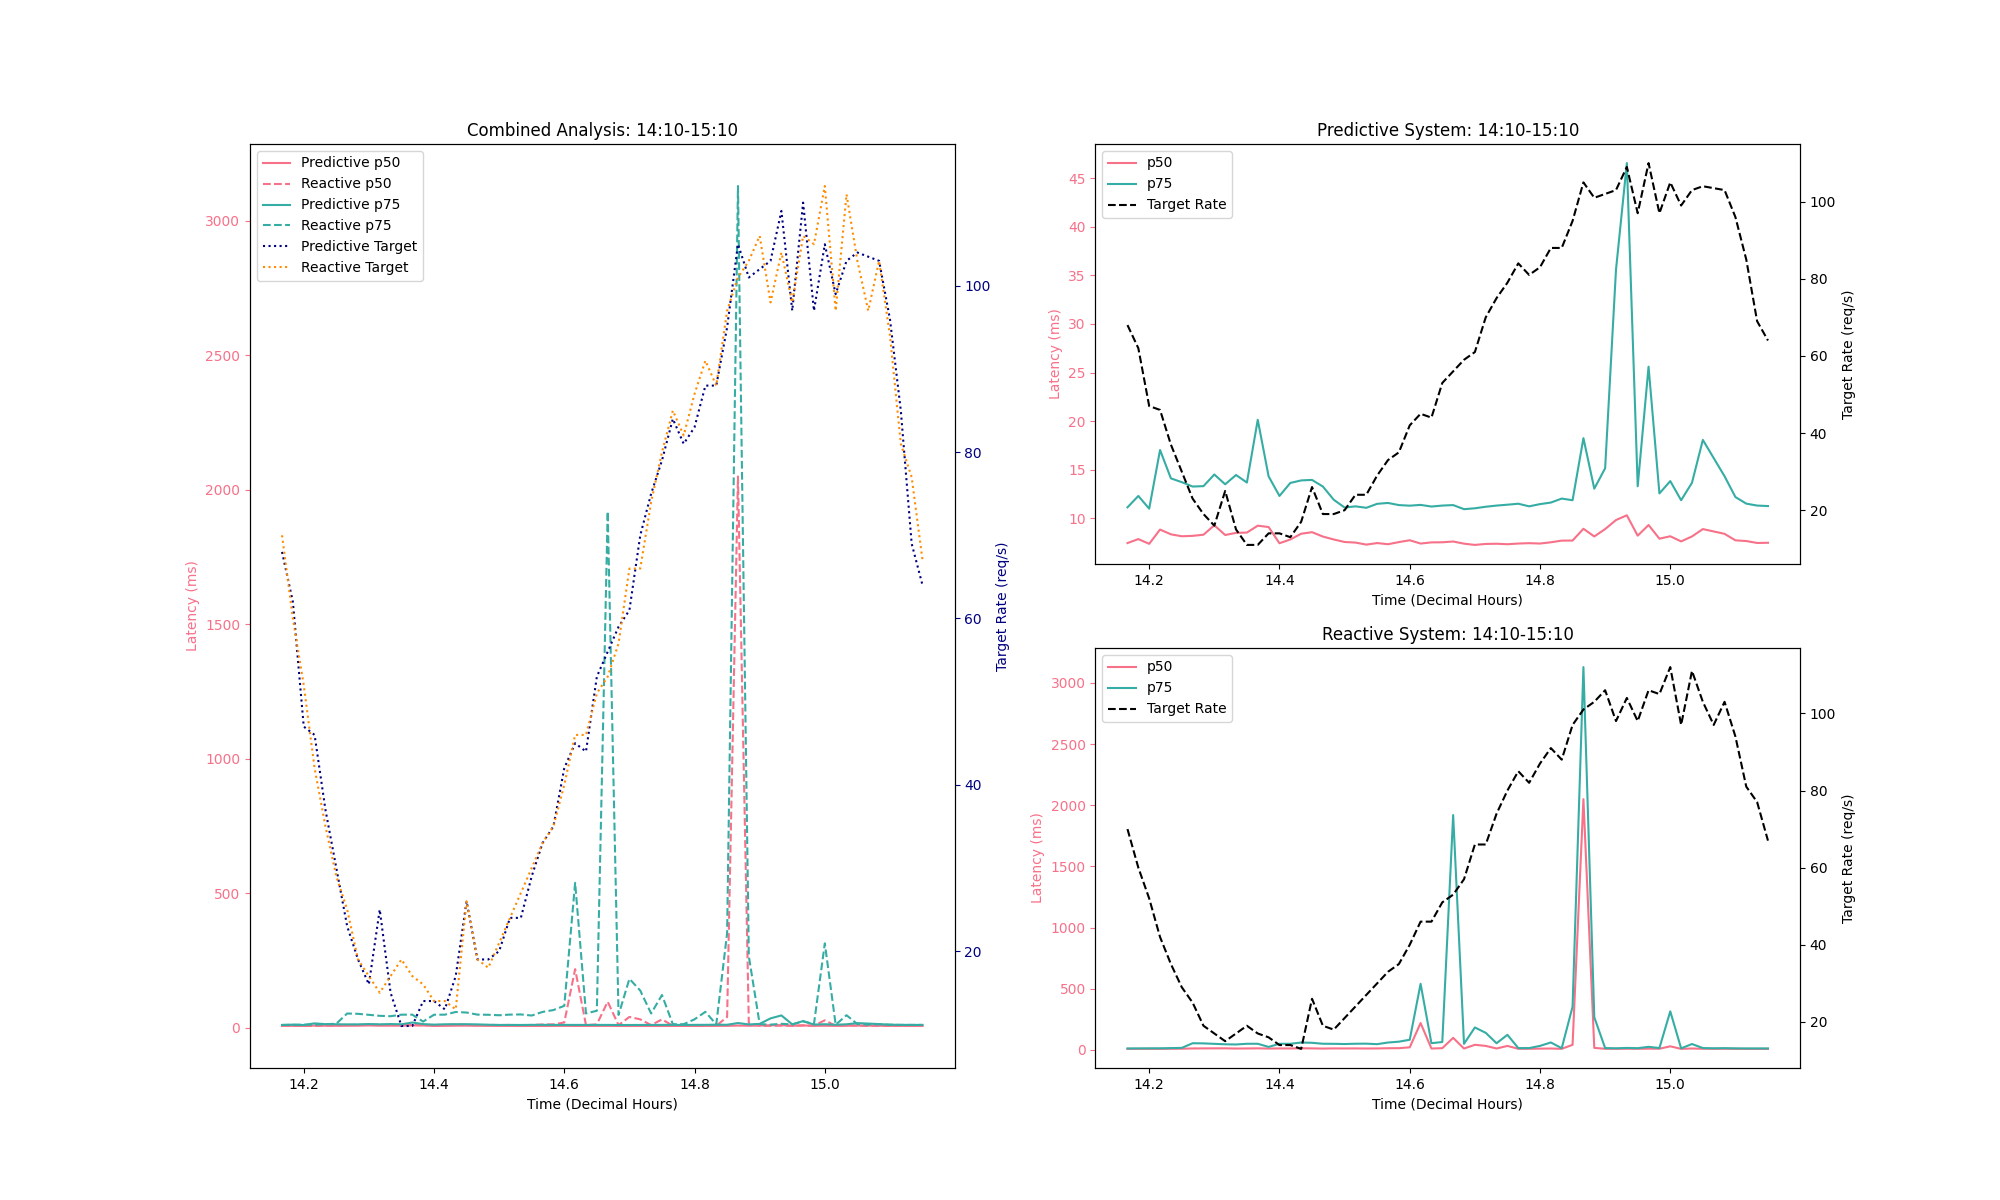 Combined Analysis: 14:10-15:10
Predictive p50
Reactive p50
Predictive p75
Reactive p75
Predictive Target
Reactive Target
3000
2500
2000
1500
1000
500
0
Latency (ms)
100
80
60
40
20
Target Rate (req/s)
14.2 14.4 14.6 14.8 15.0
Time (Decimal Hours)
Predictive System: 14:10-15:10
p50
p75
Target Rate
45
40
35
30
25
20
15
10
Latency (ms)
100
80
60
40
20
Target Rate (req/s)
14.2 14.4 14.6 14.8 15.0
Time (Decimal Hours)
Reactive System: 14:10-15:10
p50
p75
Target Rate
3000
2500
2000
1500
1000
500
0
Latency (ms)
100
80
60
40
20
Target Rate (req/s)
14.2 14.4 14.6 14.8 15.0
Time (Decimal Hours)